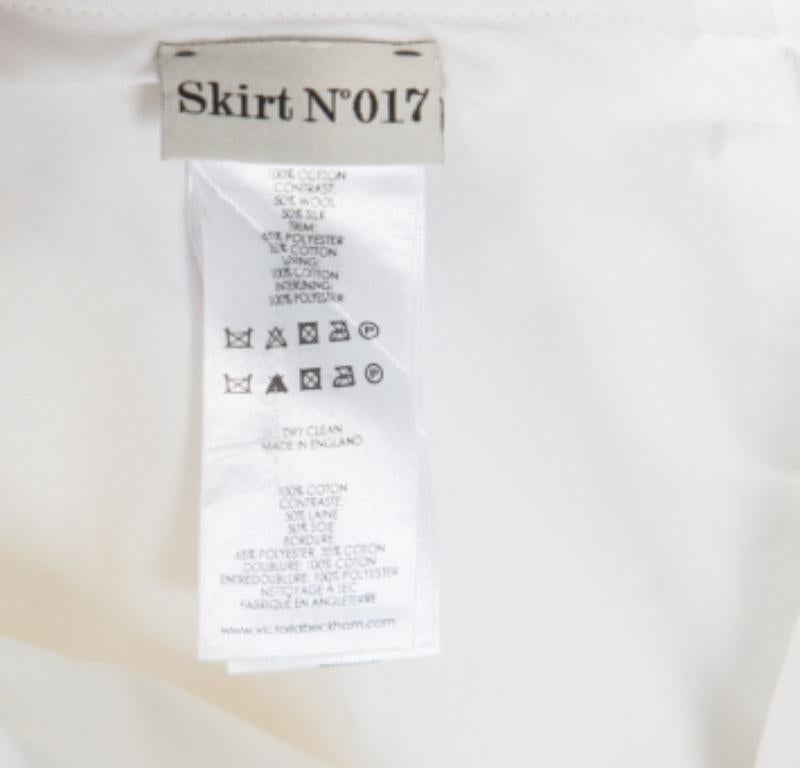 Skirt Nº017
100% COTTON
CONTRAST:
50% WOOL
50% SILK
TRIM:
65% POLYESTER
35% COTTON
LINING:
100% COTTON
INTERLINING:
100% POLYESTER
P
P
DRY CLEAN
MADE IN ENGLAND
100% COTON
CONTRASTE:
50% LAINE
50% SOIE
BORDURE:
65% POLYESTER, 35% COTON
DOUBLURE: 100% COTON
ENTREDOUBLURE: 100% POLYESTER
NETTOYAGE À SEC
FABRIQUÉ EN ANGLETERRE
www.victoriabeckham.com